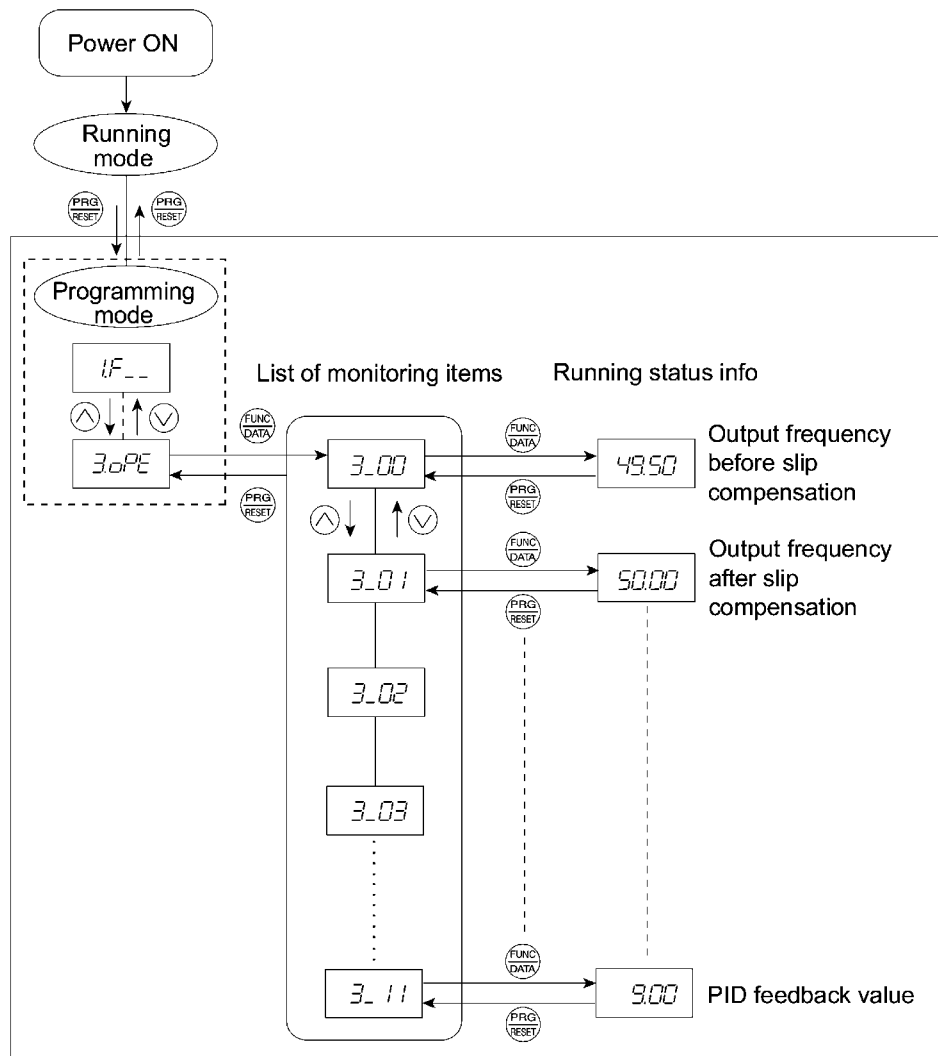 Power ON
Running
mode
PRG
RESET
PRG
RESET
Programming
mode
1.F_ _
3.oPE
List of monitoring items
Running status info
FUNC
DATA
PRG
RESET
3_00
FUNC
DATA
PRG
RESET
49.50
Output frequency
before slip
compensation
3_01
FUNC
DATA
PRG
RESET
50.00
Output frequency
after slip
compensation
3_02
3_03
3_11
FUNC
DATA
PRG
RESET
9.00
PID feedback value